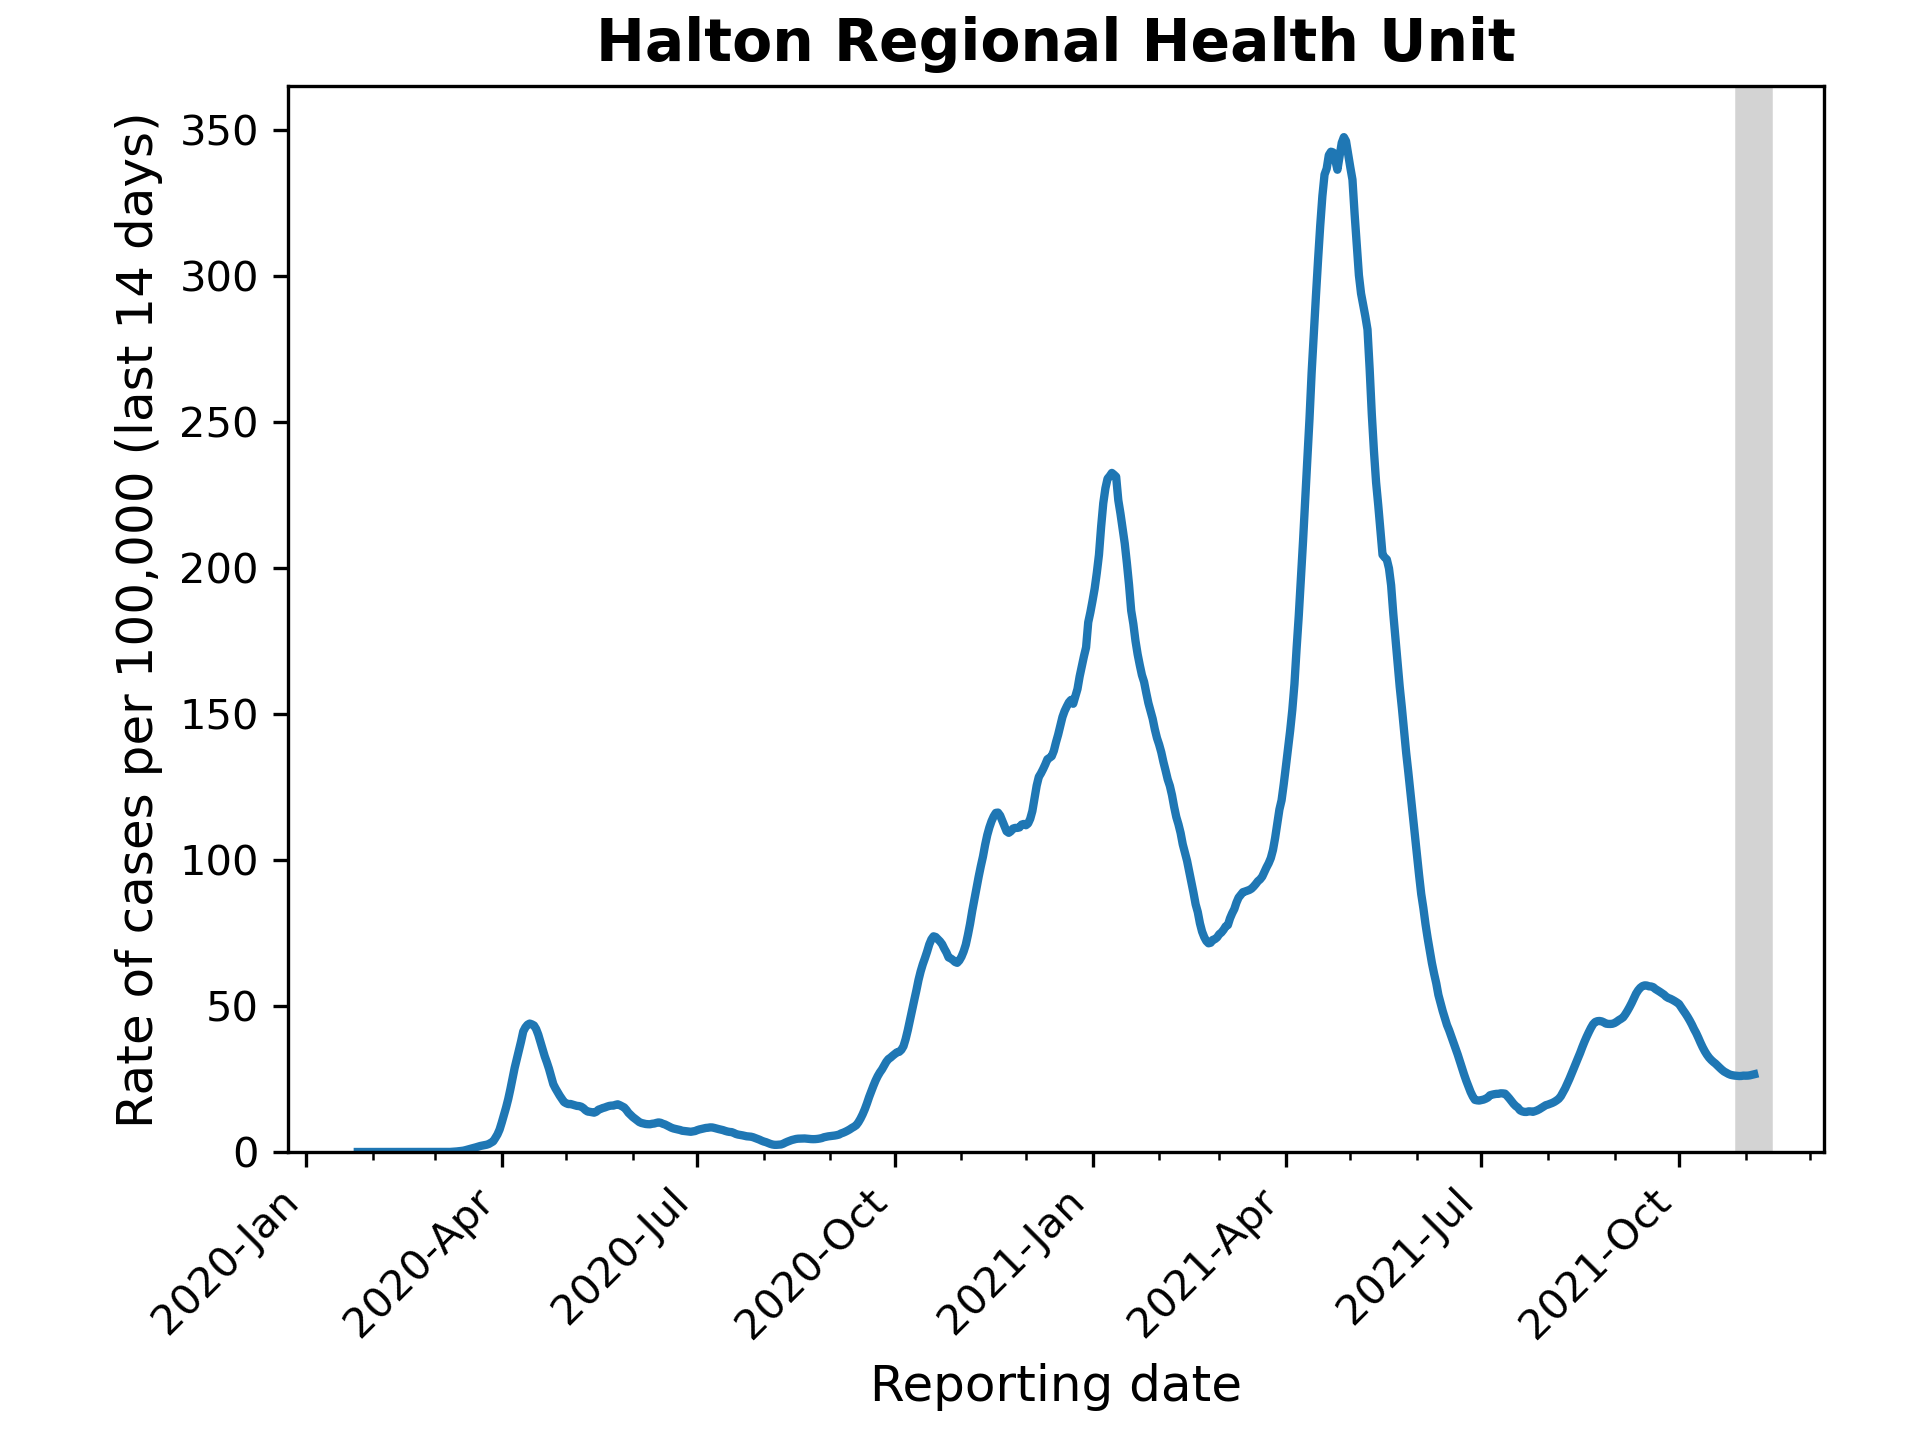 Halton Regional Health Unit
Rate of cases per 100,000 (last 14 days)
350
300
250
200
150
100
50
0
2020-Jan
2020-Apr
2020-Jul
2020-Oct
2021-Jan
2021-Apr
2021-Jul
2021-Oct
Reporting date